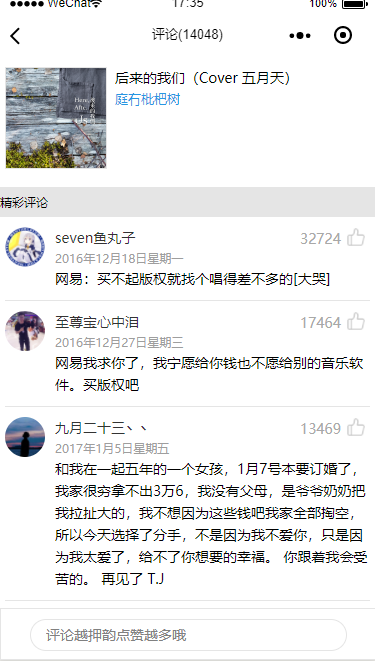 WeChat 17:35 100%
评论(14048)
后来的我们（Cover 五月天）
庭冇枇杷树
精彩评论
seven鱼丸子 32724
2016年12月18日星期一
网易：买不起版权就找个唱得差不多的[大哭]
至尊宝心中泪 17464
2016年12月27日星期三
网易我求你了，我宁愿给你钱也不愿给别的音乐软
件。买版权吧
九月二十三丶丶 13469
2017年1月5日星期五
和我在一起五年的一个女孩，1月7号本要订婚了，
我家很穷拿不出3万6，我没有父母，是爷爷奶奶把
我拉扯大的，我不想因为这些钱吧我家全部掏空，
所以今天选择了分手，不是因为我不爱你，只是因
为我太爱了，给不了你想要的幸福。 你跟着我会受
苦的。 再见了 T.J
评论越押韵点赞越多哦